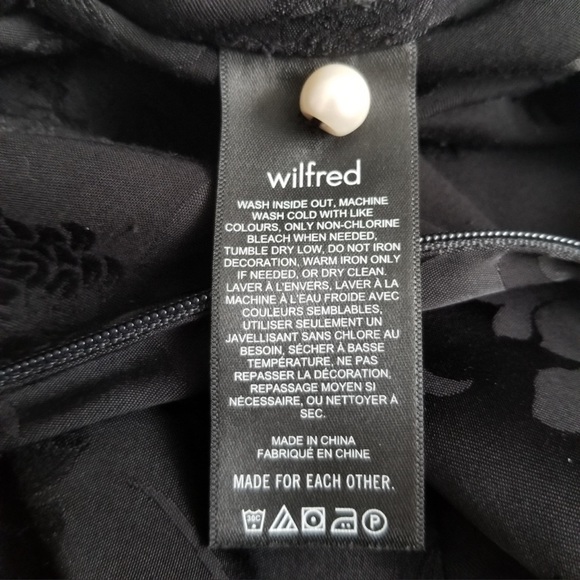 wilfred
WASH INSIDE OUT, MACHINE
WASH COLD WITH LIKE
COLOURS, ONLY NON-CHLORINE
BLEACH WHEN NEEDED,
TUMBLE DRY LOW, DO NOT IRON
DECORATION, WARM IRON ONLY
IF NEEDED, OR DRY CLEAN.
LAVER À L'ENVERS, LAVER À LA
MACHINE À L'EAU FROIDE AVEC
COULEURS SEMBLABLES,
UTILISER SEULEMENT UN
JAVELLISANT SANS CHLORE AU
BESOIN, SÉCHER À BASSE
TEMPÉRATURE, NE PAS
REPASSER LA DÉCORATION,
REPASSAGE MOYEN SI
NÉCESSAIRE, OU NETTOYER À
SEC.
MADE IN CHINA
FABRIQUÉ EN CHINE
MADE FOR EACH OTHER.
30C P